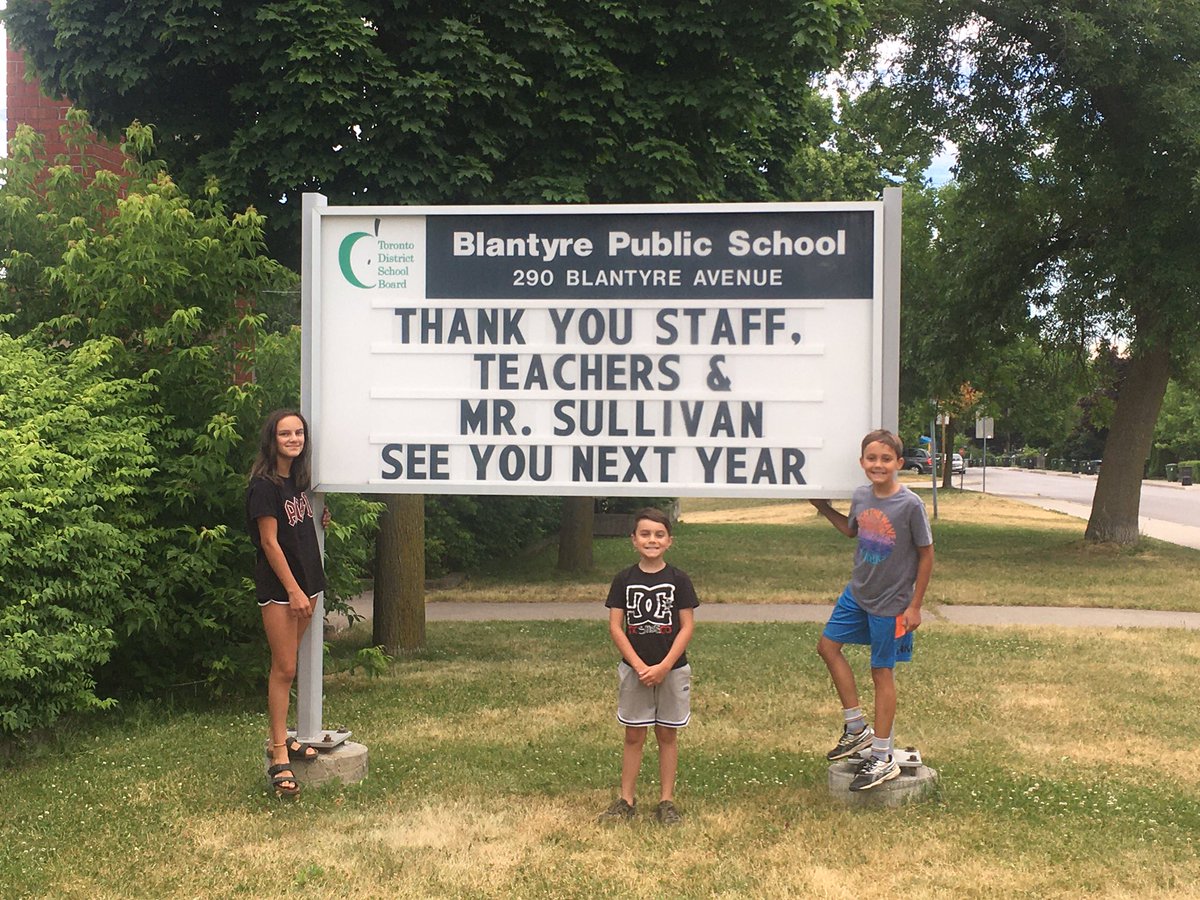 Toronto
District
School
Board
Blantyre Public School
290 BLANTYRE AVENUE
THANK YOU STAFF,
TEACHERS &
MR. SULLIVAN
SEE YOU NEXT YEAR
DC